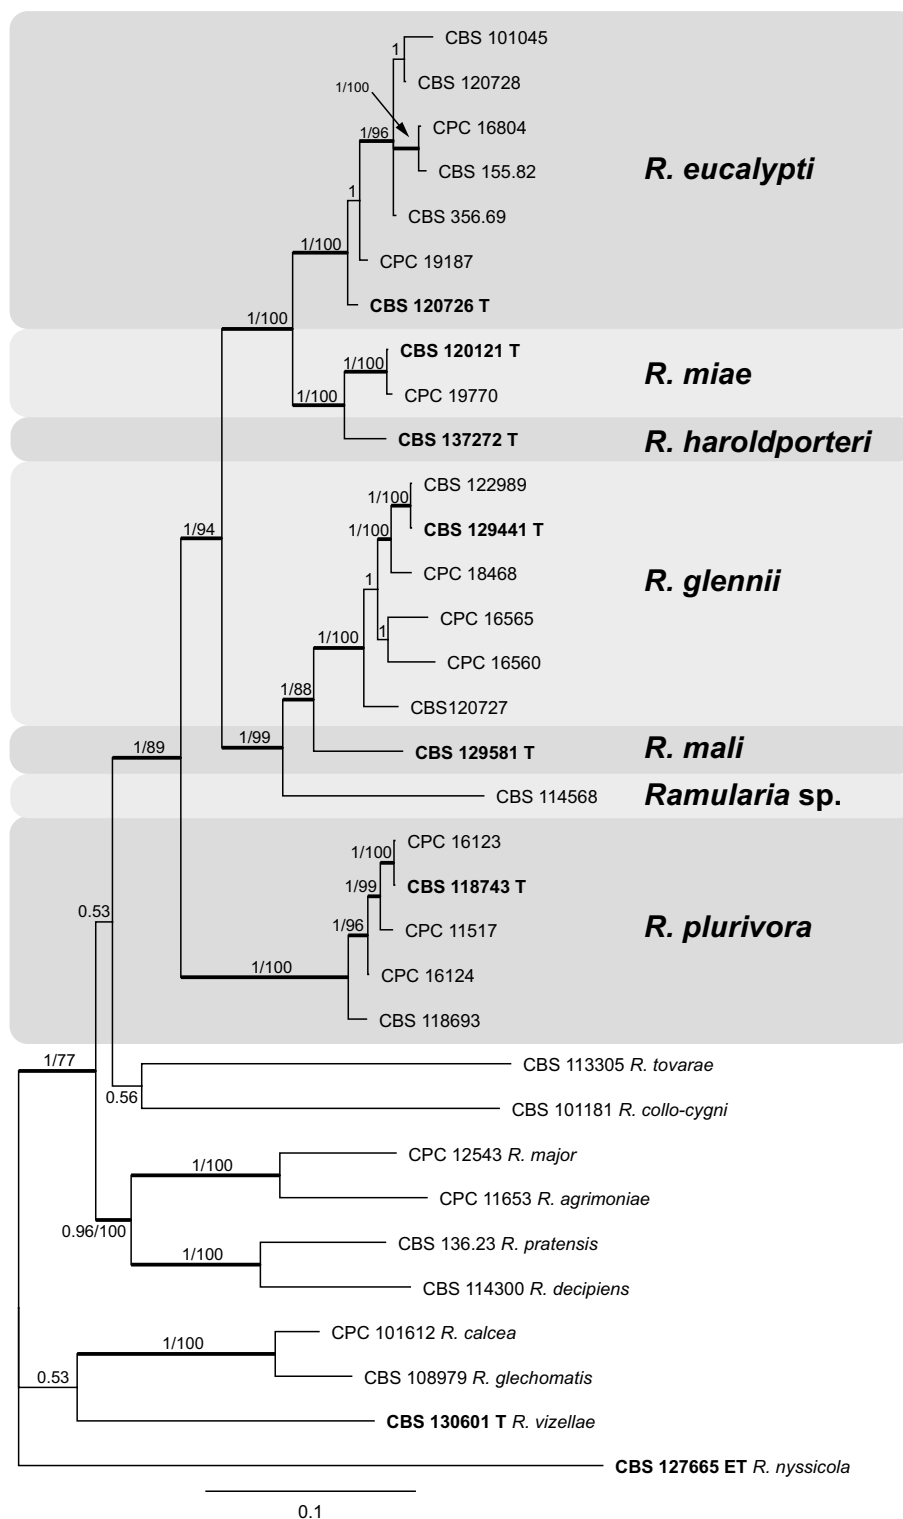 CBS 101045
1
CBS 120728
1/100
CPC 16804
1/96
R. eucalypti
CBS 155.82
1
CBS 356.69
1/100
CPC 19187
CBS 120726 T
1/100
CBS 120121 T
1/100
R. miae
CPC 19770
1/100
CBS 137272 T
R. haroldporteri
CBS 122989
1/100
CBS 129441 T
1/94
1/100
CPC 18468
1
R. glennii
CPC 16565
1
1/100
CPC 16560
1/88
CBS120727
1/99
1/89
CBS 129581 T
R. mali
CBS 114568
Ramularia sp.
CPC 16123
1/100
CBS 118743 T
1/99
0.53
1/96
CPC 11517
R. plurivora
1/100
CPC 16124
CBS 118693
1/77
CBS 113305 R. tovarae
0.56
CBS 101181 R. collo-cygni
CPC 12543 R. major
1/100
CPC 11653 R. agrimoniae
0.96/100
CBS 136.23 R. pratensis
1/100
CBS 114300 R. decipiens
CPC 101612 R. calcea
1/100
0.53
CBS 108979 R. glechomatis
CBS 130601 T R. vizellae
CBS 127665 ET R. nyssicola
0.1